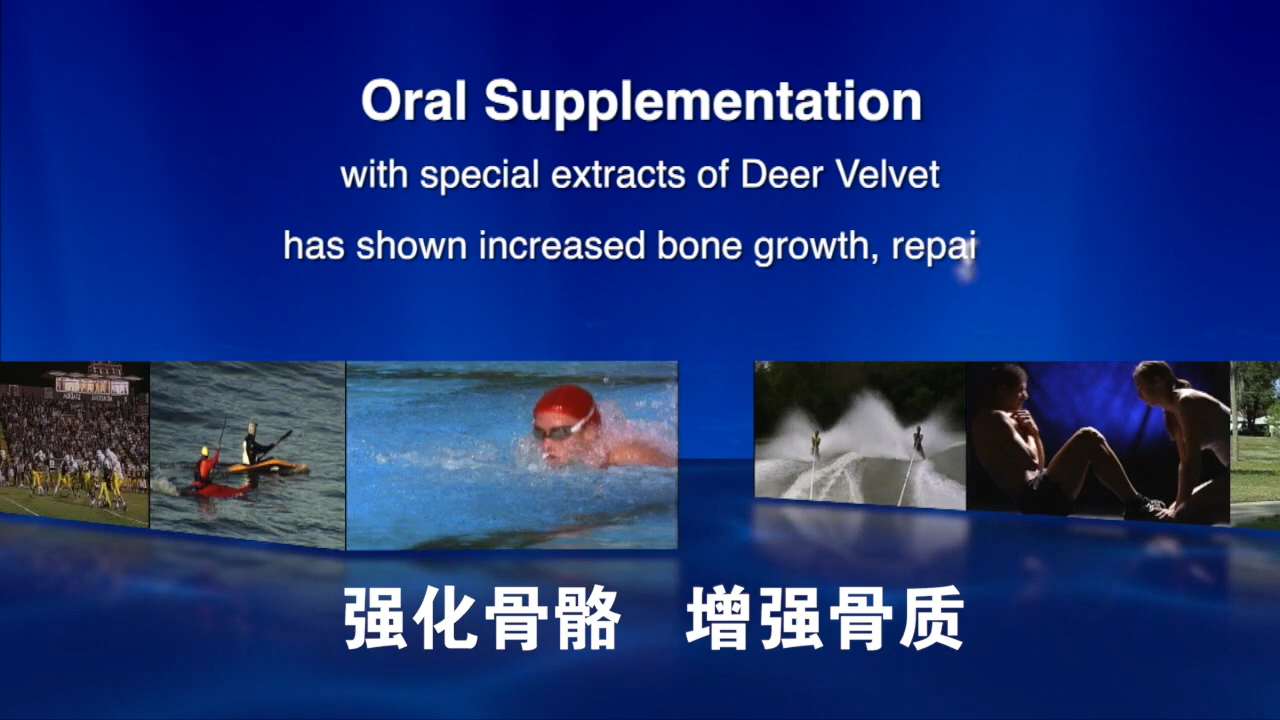 Oral Supplementation
with special extracts of Deer Velvet
has shown increased bone growth, repai
强化骨骼 增强骨质